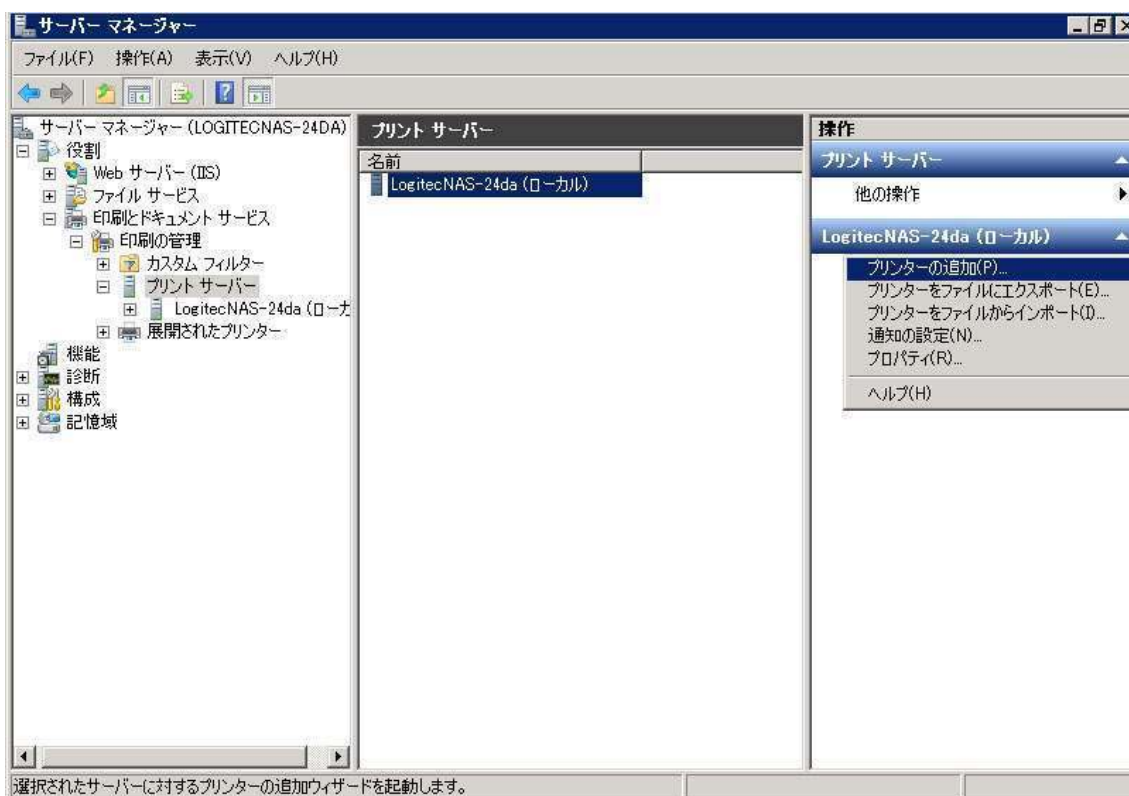 サーバー マネージャー
ファイル(F) 操作(A) 表示(V) ヘルプ(H)
サーバー マネージャー (LOGITECNAS-24DA)
役割
Web サーバー (IIS)
ファイル サービス
印刷とドキュメント サービス
印刷の管理
カスタム フィルター
プリント サーバー
LogitecNAS-24da (ローカ
展開されたプリンター
機能
診断
構成
記憶域
プリント サーバー
名前
LogitecNAS-24da (ローカル)
操作
プリント サーバー
他の操作
LogitecNAS-24da (ローカル)
プリンターの追加(P)...
プリンターをファイルにエクスポート(E)...
プリンターをファイルからインポート(I)...
通知の設定(N)...
プロパティ(R)...
ヘルプ(H)
選択されたサーバーに対するプリンターの追加ウィザードを起動します。